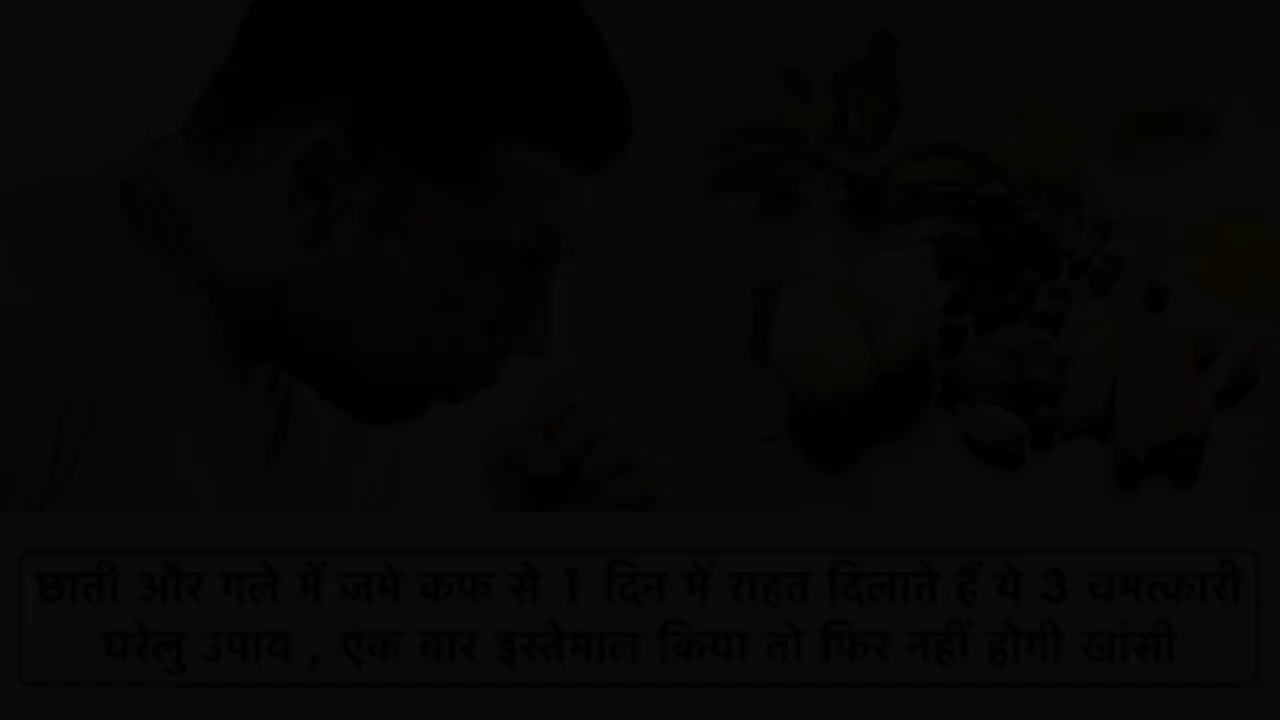 छाती और गले में जमे कफ से 1 दिन में राहत दिलाते हैं ये 3 चमत्कारी
घरेलु उपाय , एक बार इस्तेमाल किया तो फिर नहीं होगी खांसी